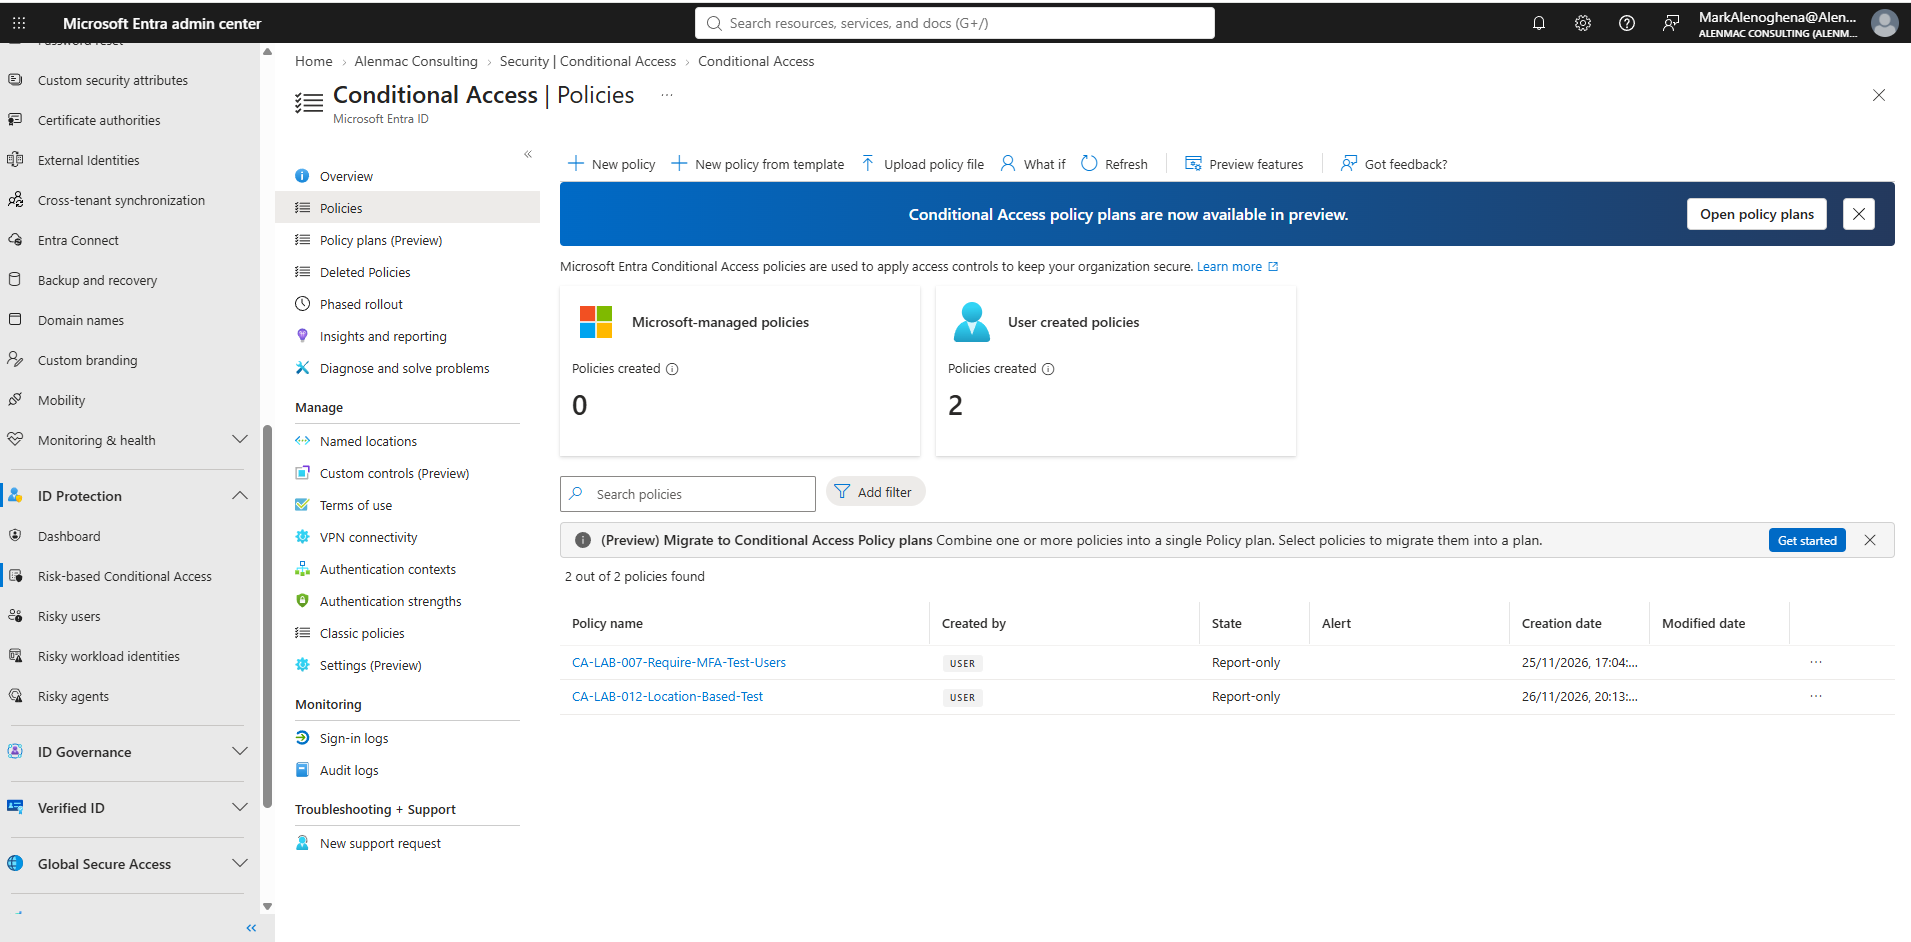 Microsoft Entra admin center
Search resources, services, and docs (G+/)
MarkAlenoghena@Alen...
ALENMAC CONSULTING (ALENM...
Password reset
Custom security attributes
Certificate authorities
External Identities
Cross-tenant synchronization
Entra Connect
Backup and recovery
Domain names
Custom branding
Mobility
Monitoring & health
ID Protection
Dashboard
Risk-based Conditional Access
Risky users
Risky workload identities
Risky agents
ID Governance
Verified ID
Global Secure Access
Home › Alenmac Consulting › Security | Conditional Access › Conditional Access
Conditional Access | Policies ...
Microsoft Entra ID
Overview
Policies
Policy plans (Preview)
Deleted Policies
Phased rollout
Insights and reporting
Diagnose and solve problems
Manage
Named locations
Custom controls (Preview)
Terms of use
VPN connectivity
Authentication contexts
Authentication strengths
Classic policies
Settings (Preview)
Monitoring
Sign-in logs
Audit logs
Troubleshooting + Support
New support request
New policy New policy from template Upload policy file What if Refresh Preview features Got feedback?
Conditional Access policy plans are now available in preview. Open policy plans
Microsoft Entra Conditional Access policies are used to apply access controls to keep your organization secure. Learn more
Microsoft-managed policies
Policies created
0
User created policies
Policies created
2
Search policies Add filter
(Preview) Migrate to Conditional Access Policy plans Combine one or more policies into a single Policy plan. Select policies to migrate them into a plan. Get started
2 out of 2 policies found
Policy name Created by State Alert Creation date Modified date
CA-LAB-007-Require-MFA-Test-Users USER Report-only 25/11/2026, 17:04:... ...
CA-LAB-012-Location-Based-Test USER Report-only 26/11/2026, 20:13:... ...